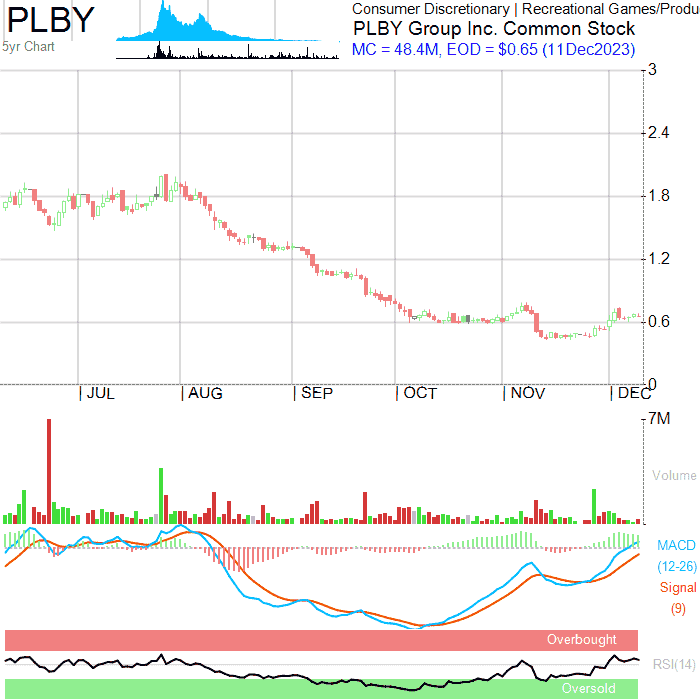 PLBY
5yr Chart
Consumer Discretionary | Recreational Games/Produ
PLBY Group Inc. Common Stock
MC = 48.4M, EOD = $0.65 (11Dec2023)
3
2.4
1.8
1.2
0.6
0
| JUL | AUG | SEP | OCT | NOV | DEC
7M
Volume
MACD
(12-26)
Signal
(9)
Overbought
RSI(14)
Oversold